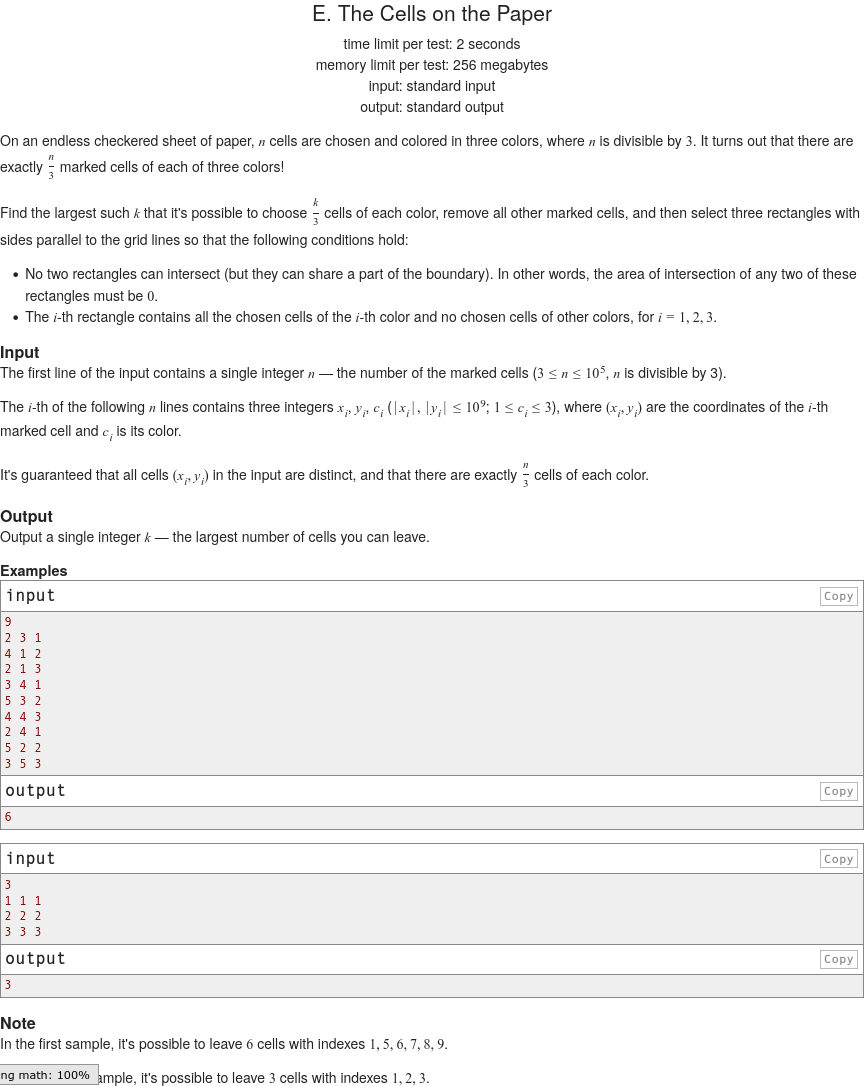 E. The Cells on the Paper
time limit per test: 2 seconds
memory limit per test: 256 megabytes
input: standard input
output: standard output
On an endless checkered sheet of paper, n cells are chosen and colored in three colors, where n is divisible by 3. It turns out that there are
exactly n/3 marked cells of each of three colors!
Find the largest such k that it's possible to choose k/3 cells of each color, remove all other marked cells, and then select three rectangles with
sides parallel to the grid lines so that the following conditions hold:
• No two rectangles can intersect (but they can share a part of the boundary). In other words, the area of intersection of any two of these
rectangles must be 0.
• The i-th rectangle contains all the chosen cells of the i-th color and no chosen cells of other colors, for i = 1, 2, 3.
Input
The first line of the input contains a single integer n — the number of the marked cells (3 ≤ n ≤ 10^5, n is divisible by 3).
The i-th of the following n lines contains three integers x_i, y_i, c_i (|x_i|, |y_i| ≤ 10^9; 1 ≤ c_i ≤ 3), where (x_i, y_i) are the coordinates of the i-th
marked cell and c_i is its color.
It's guaranteed that all cells (x_i, y_i) in the input are distinct, and that there are exactly n/3 cells of each color.
Output
Output a single integer k — the largest number of cells you can leave.
Examples
input
Copy
9
2 3 1
4 1 2
2 1 3
3 4 1
5 3 2
4 4 3
2 4 1
5 2 2
3 5 3
output
Copy
6
input
Copy
3
1 1 1
2 2 2
3 3 3
output
Copy
3
Note
In the first sample, it's possible to leave 6 cells with indexes 1, 5, 6, 7, 8, 9.
ng math: 100% ample, it's possible to leave 3 cells with indexes 1, 2, 3.